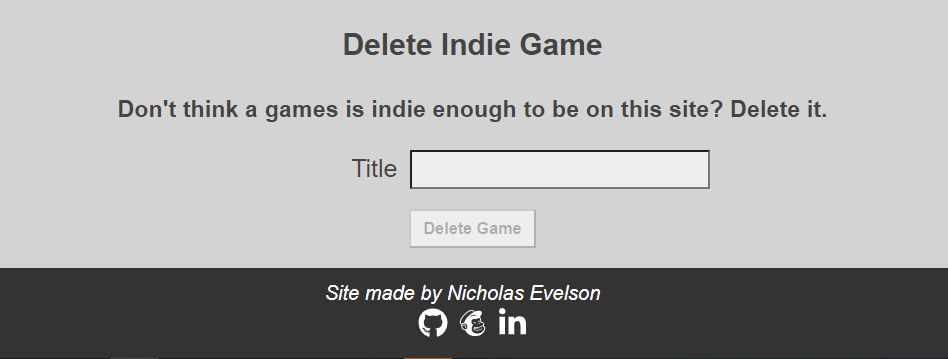 Delete Indie Game
Don't think a games is indie enough to be on this site? Delete it.
Title
Delete Game
Site made by Nicholas Evelson
in